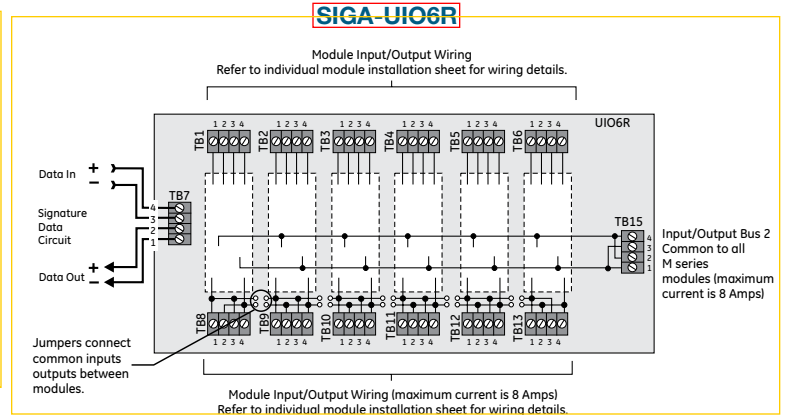 SIGA-UIO6R
Module Input/Output Wiring
Refer to individual module installation sheet for wiring details.
UIO6R
1 2 3 4
1 2 3 4
1 2 3 4
1 2 3 4
1 2 3 4
1 2 3 4
TB1
TB2
TB3
TB4
TB5
TB6
Data In
+
−
TB7
4
3
2
1
Signature
Data
Circuit
Data Out
+
−
TB15
4
3
2
1
Input/Output Bus 2
Common to all
M series
modules (maximum
current is 8 Amps)
TB8
TB9
TB10
TB11
TB12
TB13
1 2 3 4
1 2 3 4
1 2 3 4
1 2 3 4
1 2 3 4
1 2 3 4
Jumpers connect
common inputs
outputs between
modules.
Module Input/Output Wiring (maximum current is 8 Amps)
Refer to individual module installation sheet for wiring details.